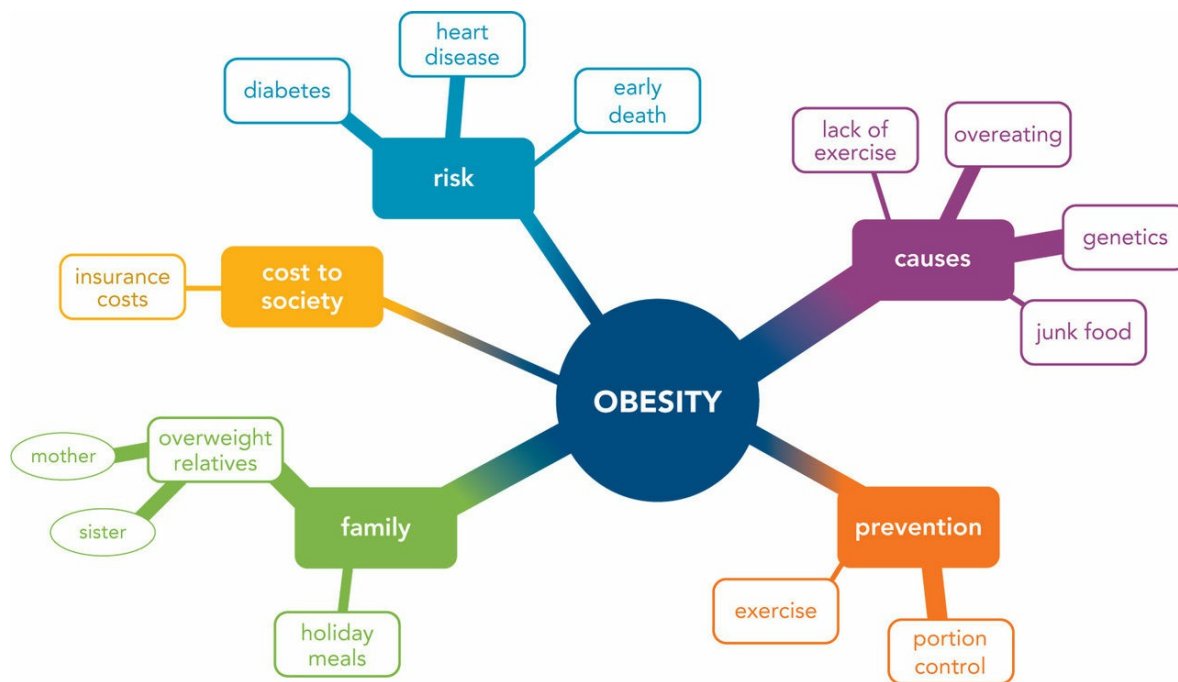 heart
disease
diabetes
early
death
risk
lack of
exercise
overeating
genetics
causes
junk food
insurance
costs
cost to
society
OBESITY
mother
overweight
relatives
sister
family
holiday
meals
prevention
exercise
portion
control